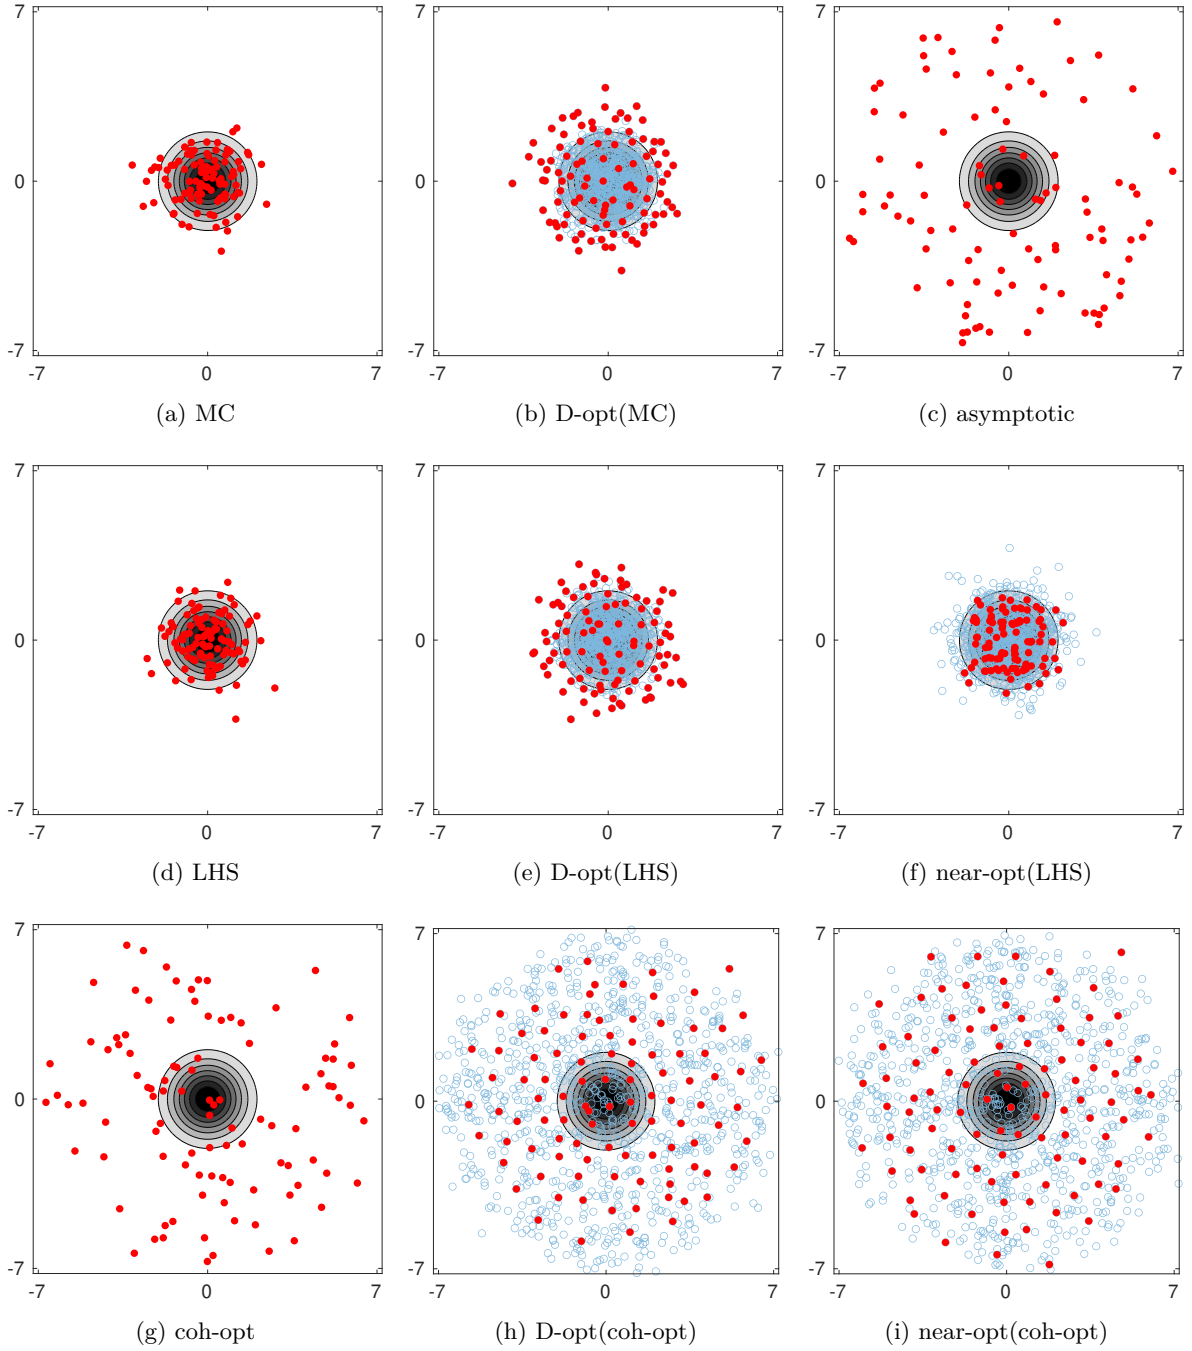 7
0
-7
-7 0 7
(a) MC
7
0
-7
-7 0 7
(b) D-opt(MC)
7
0
-7
-7 0 7
(c) asymptotic
7
0
-7
-7 0 7
(d) LHS
7
0
-7
-7 0 7
(e) D-opt(LHS)
7
0
-7
-7 0 7
(f) near-opt(LHS)
7
0
-7
-7 0 7
(g) coh-opt
7
0
-7
-7 0 7
(h) D-opt(coh-opt)
7
0
-7
-7 0 7
(i) near-opt(coh-opt)